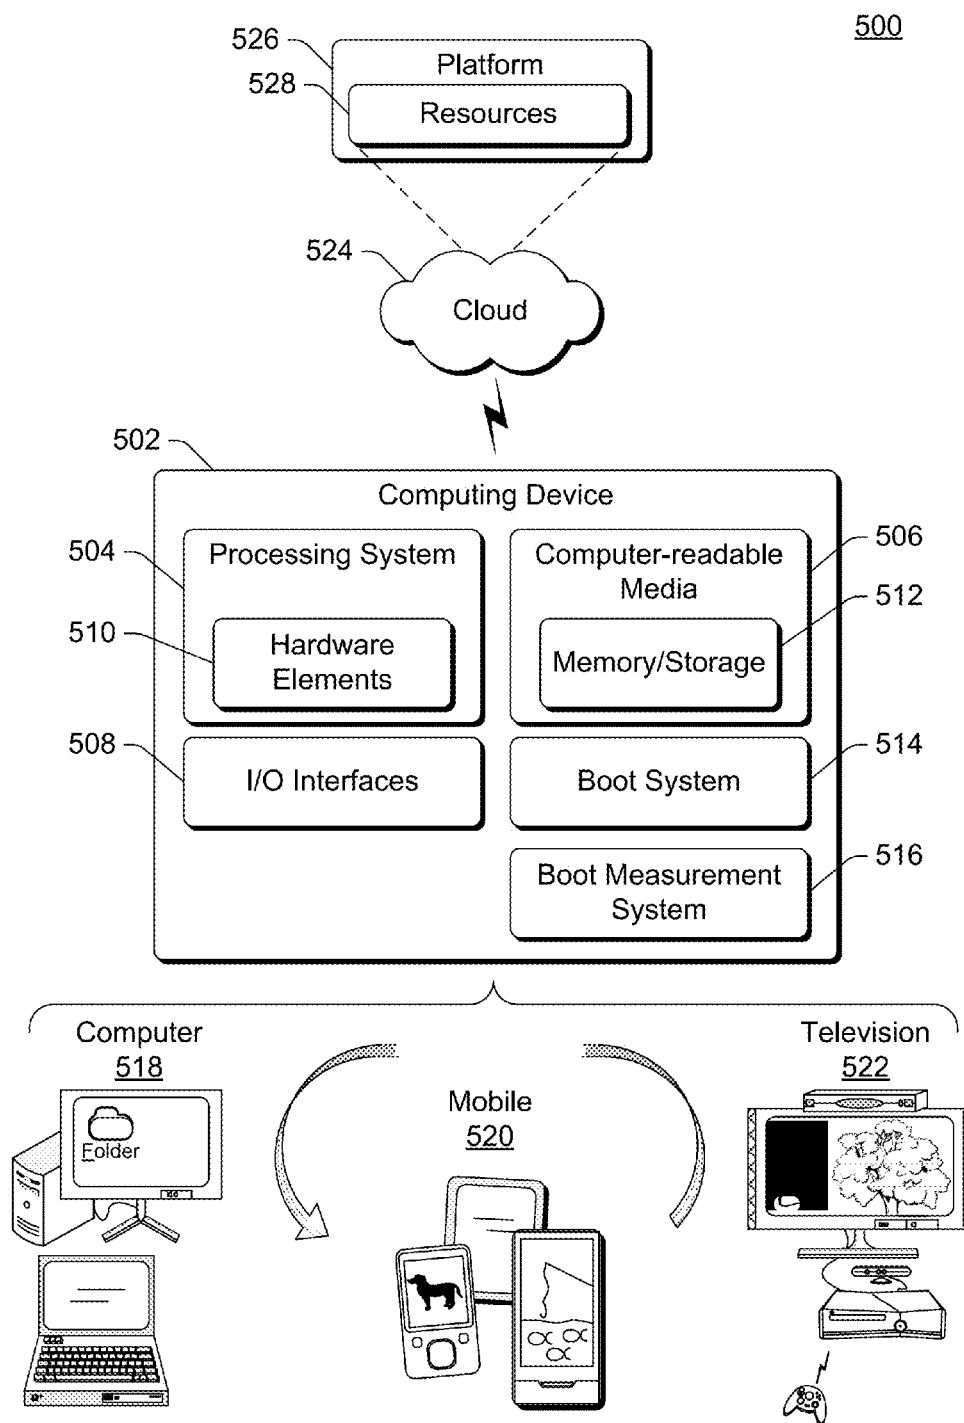 500
526
Platform
528
Resources
524
Cloud
502
Computing Device
504
Processing System
Computer-readable
Media
506
510
Hardware
Elements
Memory/Storage
512
508
I/O Interfaces
Boot System
514
Boot Measurement
System
516
Computer
518
Folder
Mobile
520
Television
522